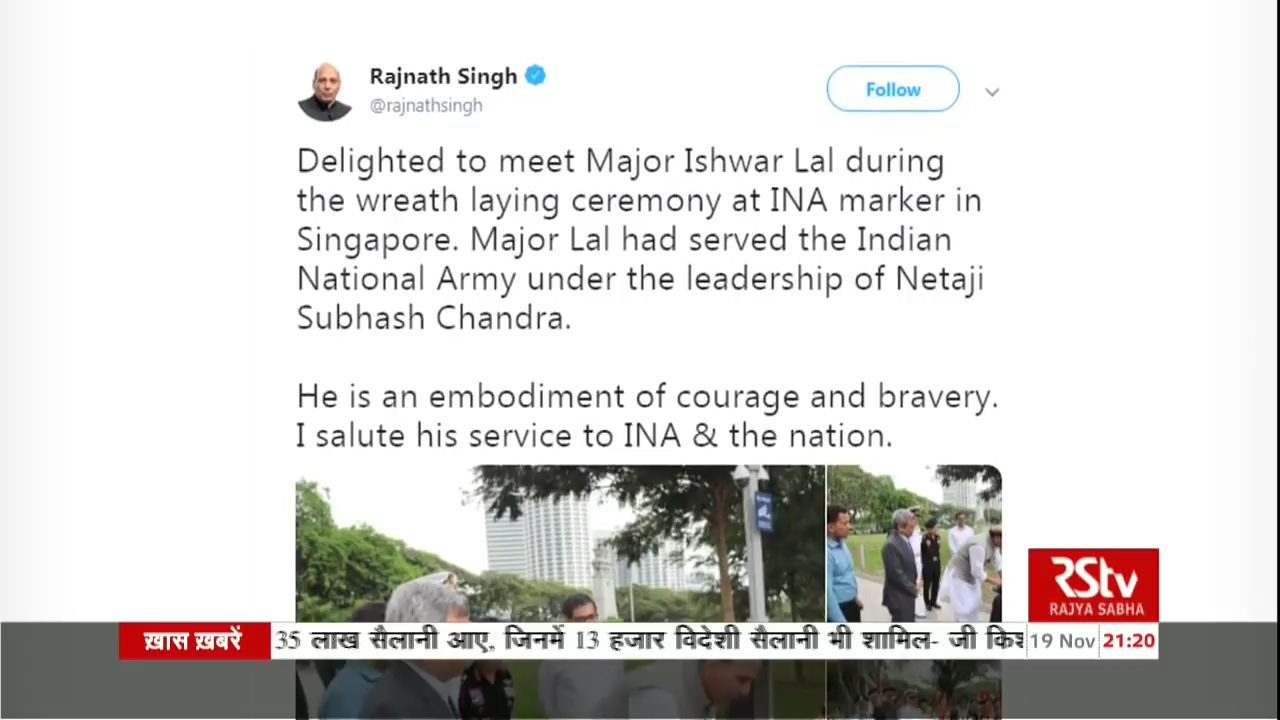 Rajnath Singh
@rajnathsingh
Follow
Delighted to meet Major Ishwar Lal during
the wreath laying ceremony at INA marker in
Singapore. Major Lal had served the Indian
National Army under the leadership of Netaji
Subhash Chandra.
He is an embodiment of courage and bravery.
I salute his service to INA & the nation.
RStv
RAJYA SABHA
ख़ास ख़बरें
35 लाख सैलानी आए, जिनमें 13 हजार विदेशी सैलानी भी शामिल- जी
19 Nov
21:20